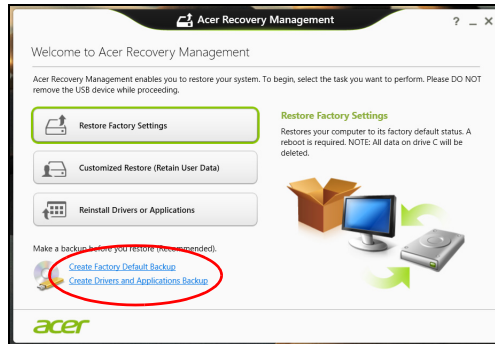 Acer Recovery Management
? _ X
Welcome to Acer Recovery Management
Acer Recovery Management enables you to restore your system. To begin, select the task you want to perform. Please DO NOT
remove the USB device while proceeding.
Restore Factory Settings
Customized Restore (Retain User Data)
Reinstall Drivers or Applications
Restore Factory Settings
Restores your computer to its factory default status. A
reboot is required. NOTE: All data on drive C will be
deleted.
Make a backup before you restore (Recommended).
Create Factory Default Backup
Create Drivers and Applications Backup
acer